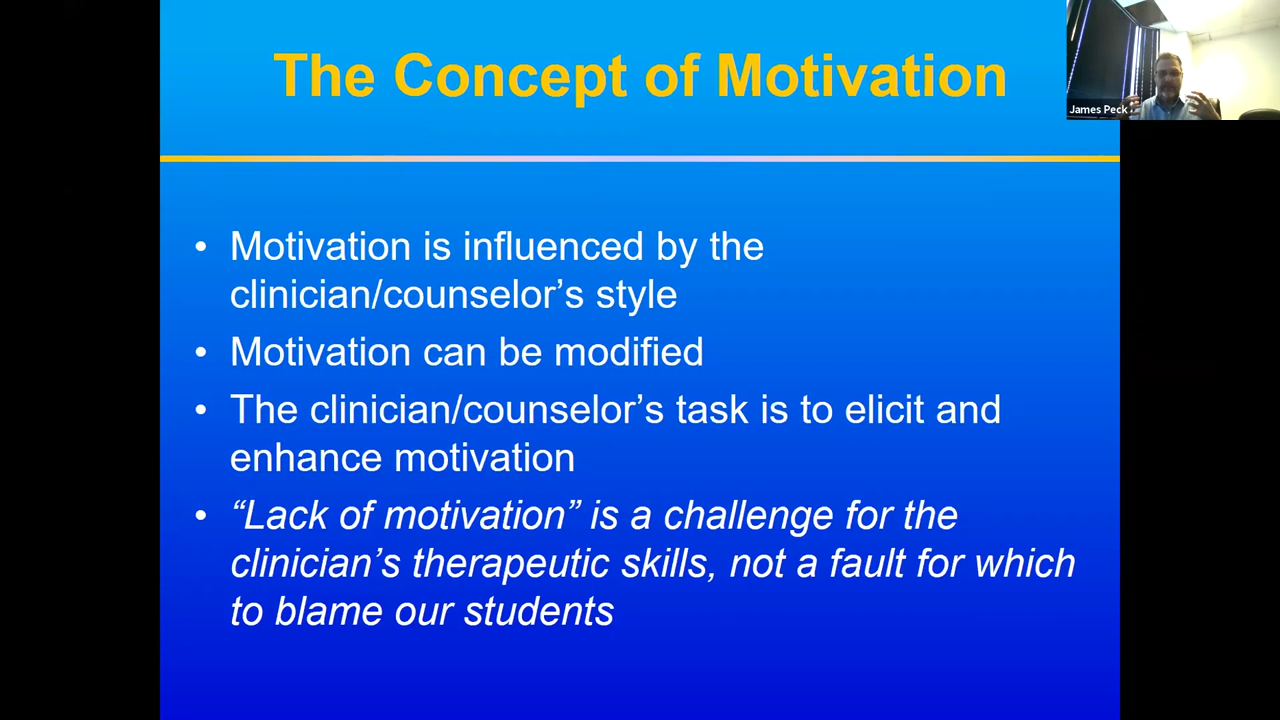 The Concept of Motivation
James Peck
• Motivation is influenced by the
clinician/counselor’s style
• Motivation can be modified
• The clinician/counselor’s task is to elicit and
enhance motivation
• “Lack of motivation” is a challenge for the
clinician’s therapeutic skills, not a fault for which
to blame our students